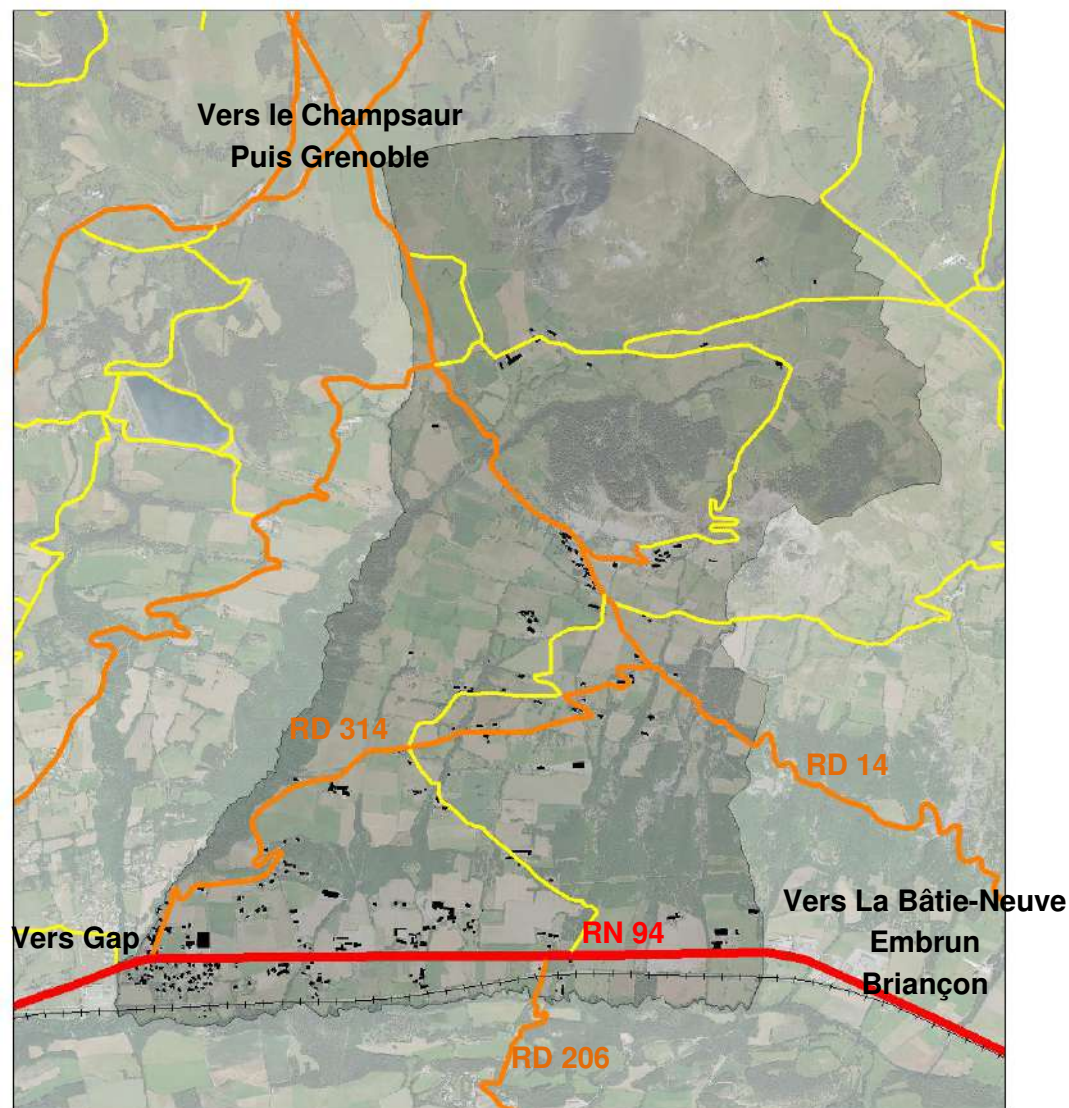 Vers le Champsaur
Puis Grenoble
RD 314
RD 14
Vers La Bâtie-Neuve
Embrun
Briançon
Vers Gap
RN 94
RD 206